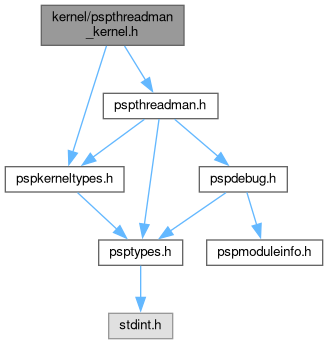 kernel/pspthreadman
_kernel.h
pspthreadman.h
pspkerneltypes.h
pspdebug.h
psptypes.h
pspmoduleinfo.h
stdint.h